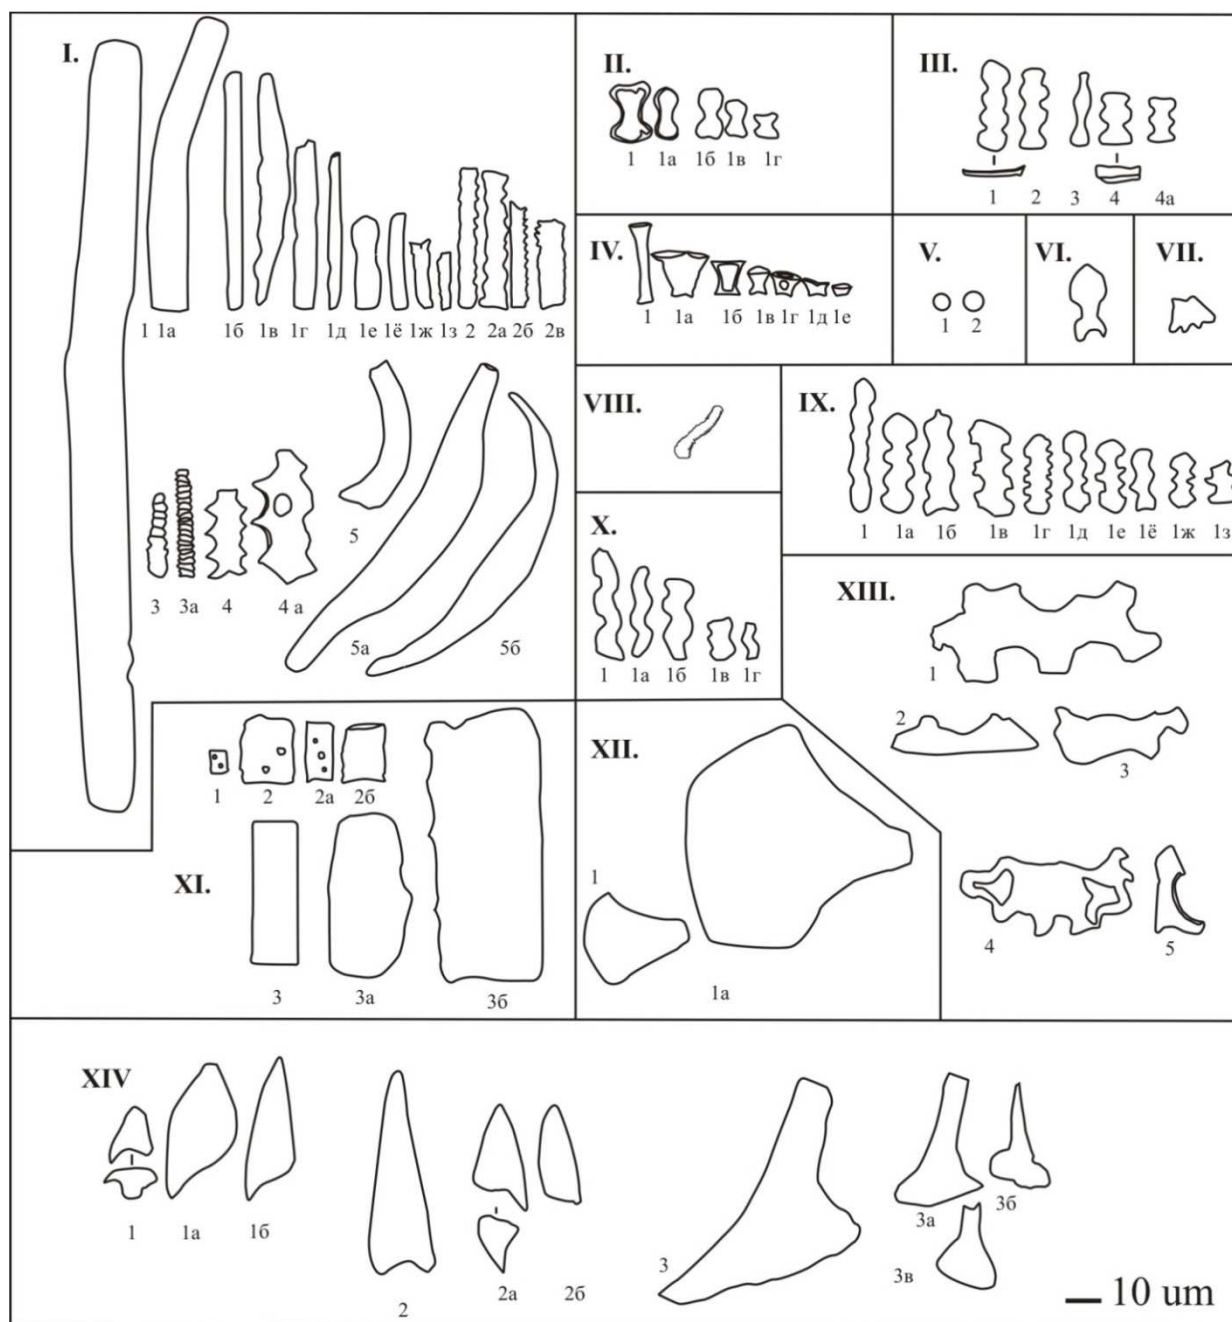 I.
1 1а 1б 1в 1г 1д 1е 1ё 1ж 1з 2 2а 2б 2в
3 3а 4 4 а 5 5а 5б
II.
1 1а 1б 1в 1г
III.
1 2 3 4 4а
IV.
1 1а 1б 1в 1г 1д 1е
V.
1 2
VI.
VII.
VIII.
IX.
1 1а 1б 1в 1г 1д 1е 1ё 1ж 1з
X.
1 1а 1б 1в 1г
XI.
1 2 2а 2б
3 3а 3б
XII.
1
1а
XIII.
1
2
3
4 5
XIV
1 1а 1б
2 2а 2б
3 3а 3б
3в
10 um